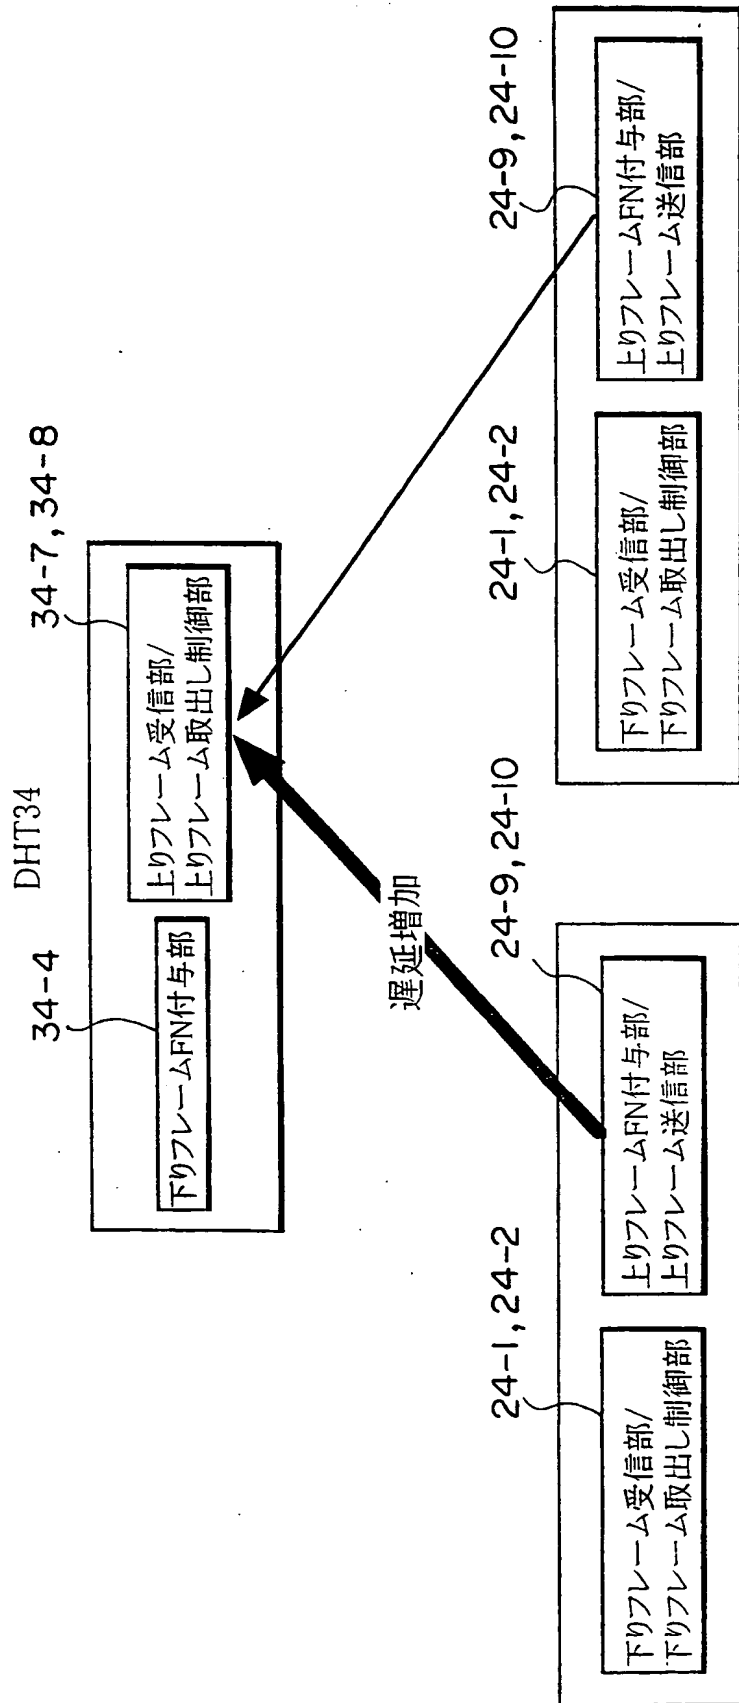 DHT34
34-4
34-7, 34-8
下りフレームFN付与部
上りフレーム受信部/
上りフレーム取出し制御部
遅延増加
24-1, 24-2
24-9, 24-10
24-1, 24-2
24-9, 24-10
下りフレーム受信部/
下りフレーム取出し制御部
上りフレームFN付与部/
上りフレーム送信部
下りフレーム受信部/
下りフレーム取出し制御部
上りフレームFN付与部/
上りフレーム送信部